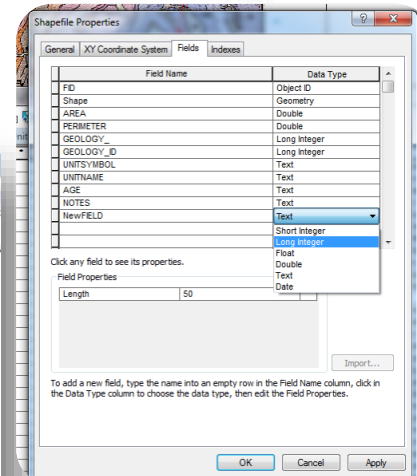 Shapefile Properties
?
X
General XY Coordinate System Fields Indexes
Field Name Data Type
FID Object ID
Shape Geometry
AREA Double
PERIMETER Double
GEOLOGY_ Long Integer
GEOLOGY_ID Long Integer
UNITSYMBOL Text
UNITNAME Text
AGE Text
NOTES Text
NewFIELD Text
Short Integer
Long Integer
Float
Double
Text
Date
Click any field to see its properties.
Field Properties
Length 50
Import...
To add a new field, type the name into an empty row in the Field Name column, click in
the Data Type column to choose the data type, then edit the Field Properties.
OK Cancel Apply